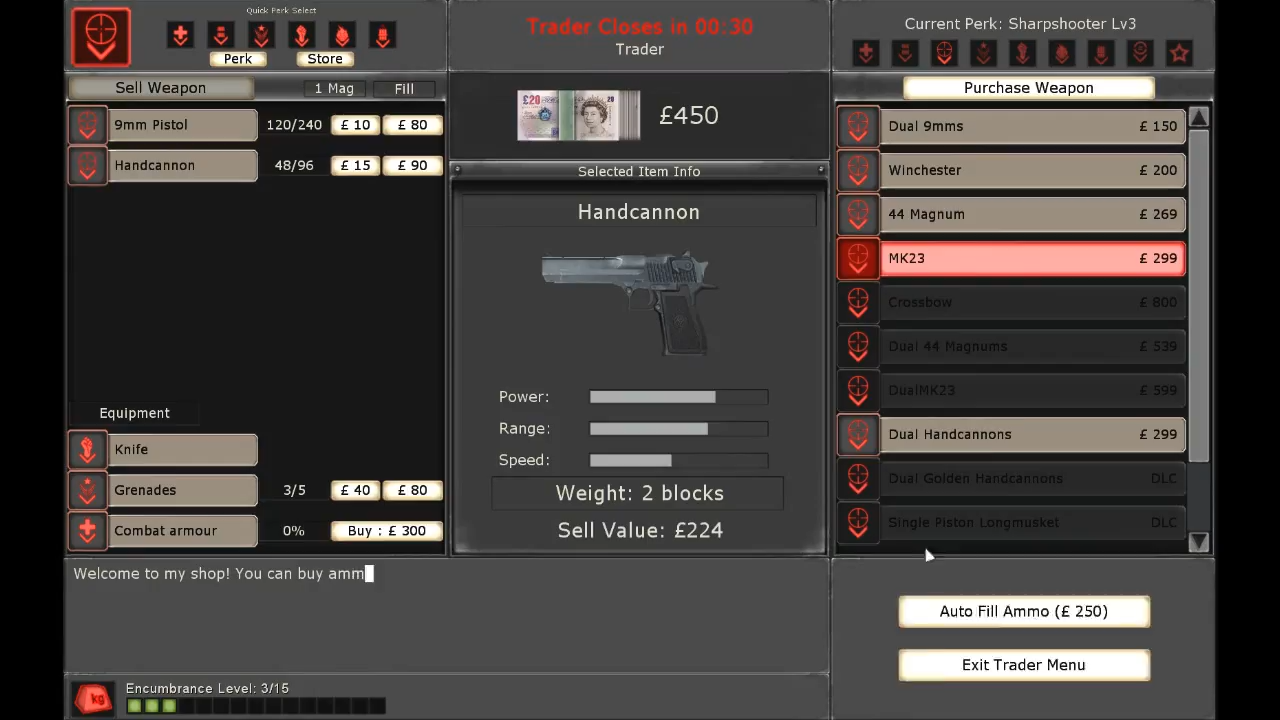 Quick Perk Select
Perk
Store
Trader Closes in 00:30
Trader
Current Perk: Sharpshooter Lv3
Sell Weapon
1 Mag
Fill
£20
20
£450
Purchase Weapon
9mm Pistol 120/240 £ 10 £ 80
Handcannon 48/96 £ 15 £ 90
Equipment
Knife
Grenades 3/5 £ 40 £ 80
Combat armour 0% Buy : £ 300
Selected Item Info
Handcannon
Power:
Range:
Speed:
Weight: 2 blocks
Sell Value: £224
Dual 9mms £ 150
Winchester £ 200
44 Magnum £ 269
MK23 £ 299
Crossbow £ 800
Dual 44 Magnums £ 539
DualMK23 £ 599
Dual Handcannons £ 299
Dual Golden Handcannons DLC
Single Piston Longmusket DLC
Welcome to my shop! You can buy amm
Auto Fill Ammo (£ 250)
Exit Trader Menu
kg
Encumbrance Level: 3/15